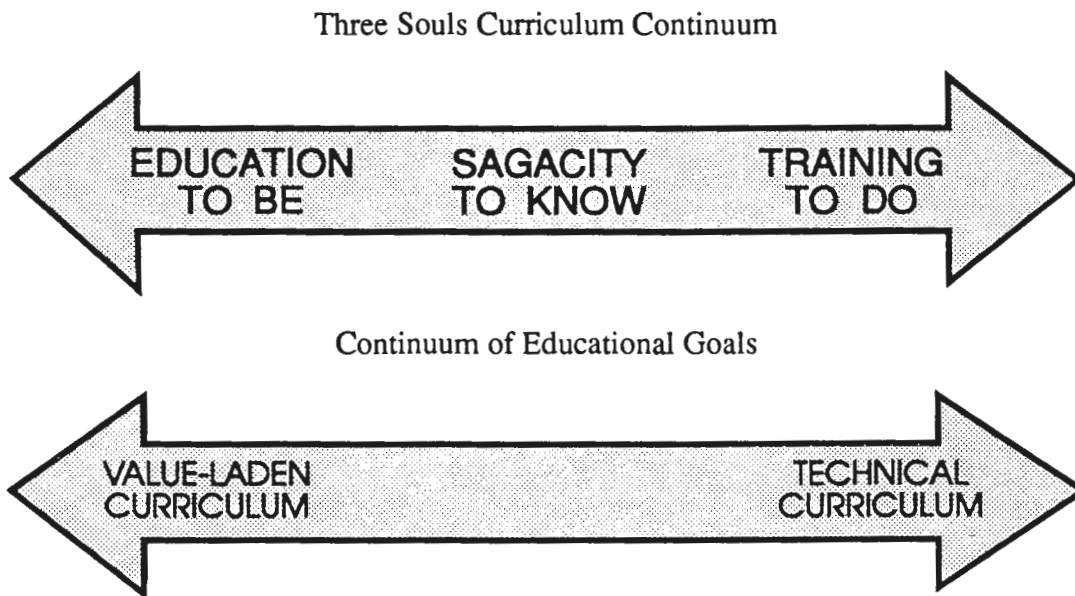 Three Souls Curriculum Continuum
EDUCATION SAGACITY TRAINING
TO BE TO KNOW TO DO
Continuum of Educational Goals
VALUE-LADEN TECHNICAL
CURRICULUM CURRICULUM